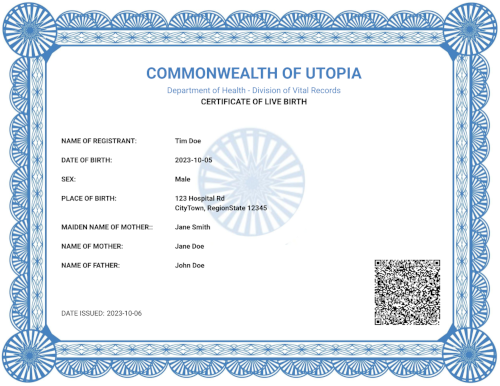 COMMONWEALTH OF UTOPIA
Department of Health - Division of Vital Records
CERTIFICATE OF LIVE BIRTH
NAME OF REGISTRANT: Tim Doe
DATE OF BIRTH: 2023-10-05
SEX: Male
PLACE OF BIRTH: 123 Hospital Rd
CityTown, RegionState 12345
MAIDEN NAME OF MOTHER:: Jane Smith
NAME OF MOTHER: Jane Doe
NAME OF FATHER: John Doe
DATE ISSUED: 2023-10-06